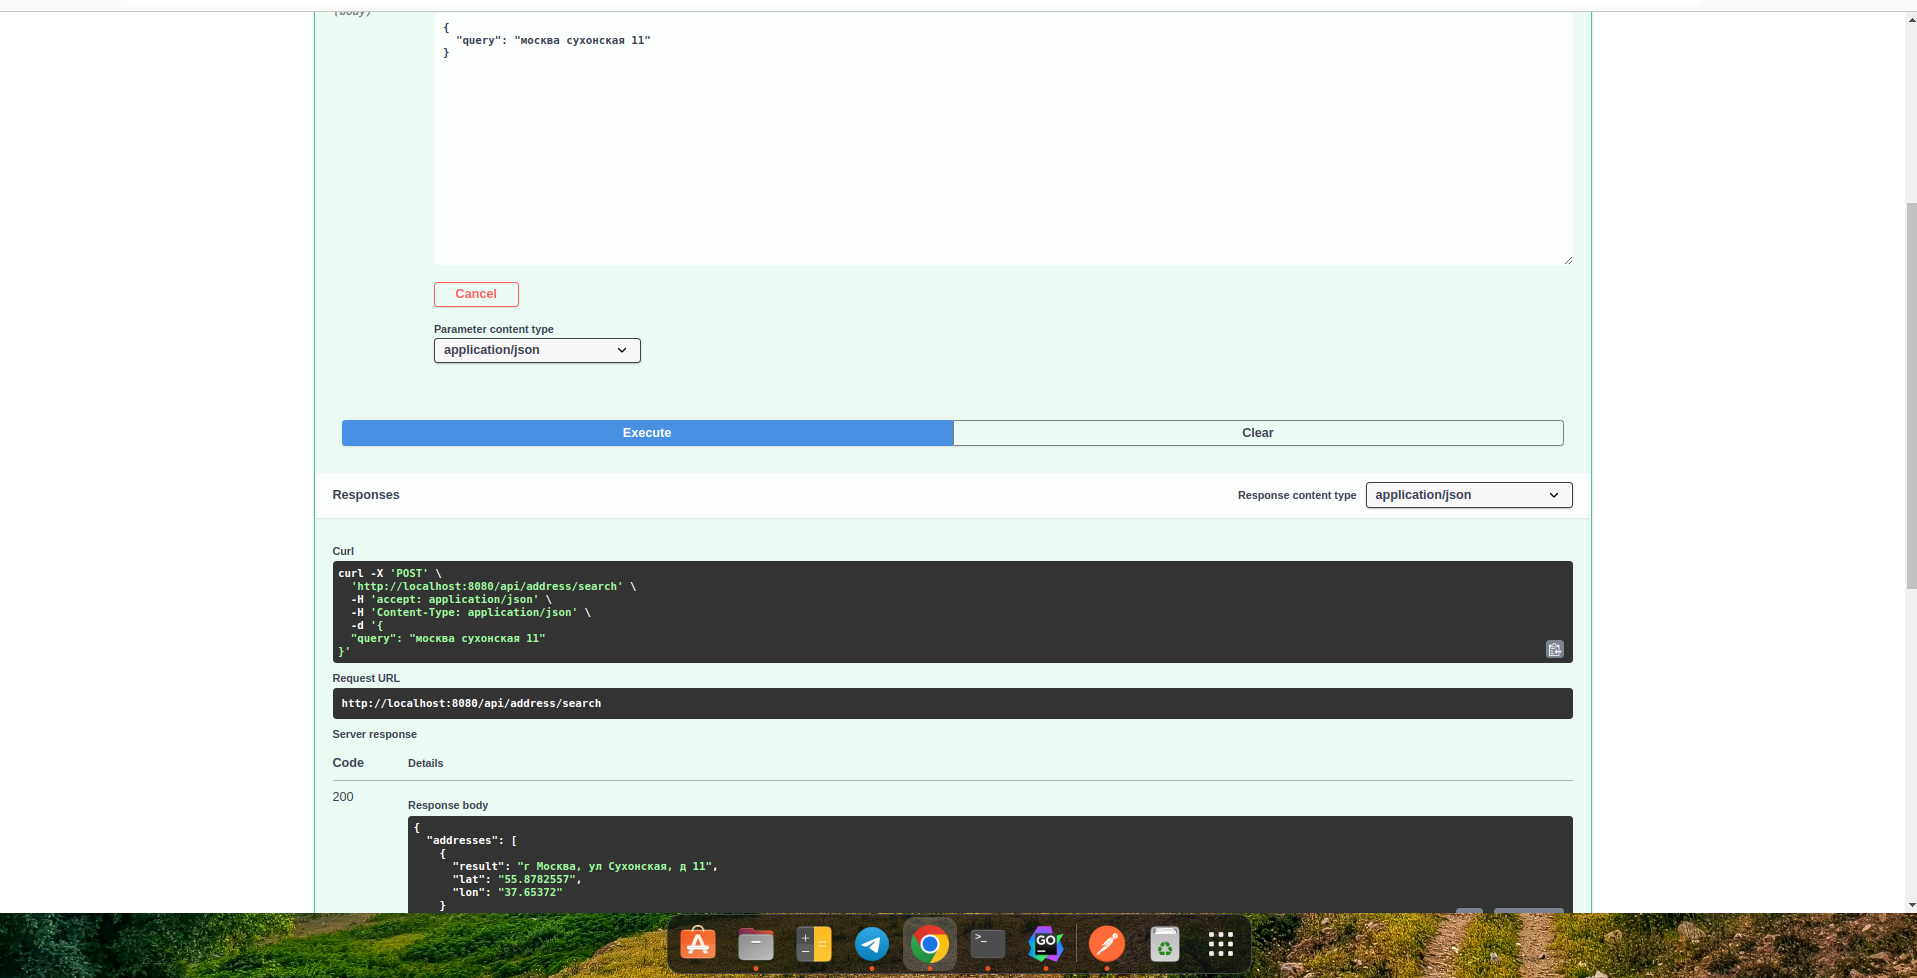 (body)
{
  "query": "москва сухонская 11"
}
Cancel
Parameter content type
application/json
Execute
Clear
Responses
Response content type
application/json
Curl
curl -X 'POST' \
  'http://localhost:8080/api/address/search' \
  -H 'accept: application/json' \
  -H 'Content-Type: application/json' \
  -d '{
  "query": "москва сухонская 11"
}'
Request URL
http://localhost:8080/api/address/search
Server response
Code
Details
200
Response body
{
  "addresses": [
    {
      "result": "г Москва, ул Сухонская, д 11",
      "lat": "55.8782557",
      "lon": "37.65372"
    }
GO